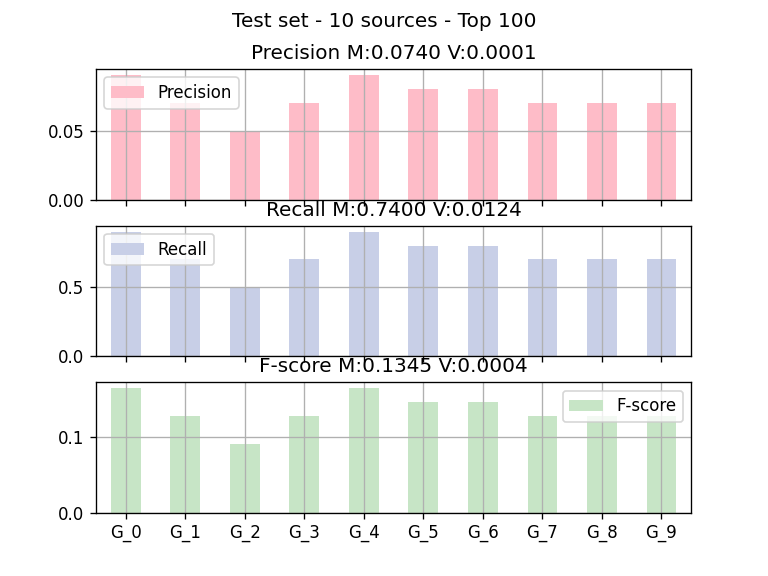 Test set - 10 sources - Top 100
Precision M:0.0740 V:0.0001
Precision
0.05
0.00
Recall M:0.7400 V:0.0124
Recall
0.5
0.0
F-score M:0.1345 V:0.0004
F-score
0.1
0.0
G_0 G_1 G_2 G_3 G_4 G_5 G_6 G_7 G_8 G_9